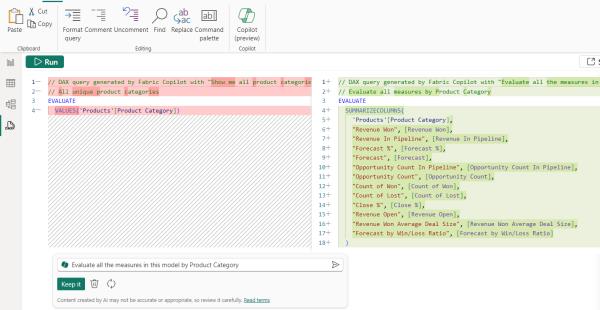 Paste
Cut
Copy
Format query
Comment
Uncomment
Find
Replace
Command palette
Copilot (preview)
Clipboard
Editing
Copilot
Run
1— // DAX query generated by Fabric Copilot with "Show me all product categorie
2— // All unique product categories
3 EVALUATE
4— VALUES('Products'[Product Category])
1+ // DAX query generated by Fabric Copilot with "Evaluate all the measures in
2+ // Evaluate all measures by Product Category
3 EVALUATE
4+ SUMMARIZECOLUMNS(
5+ 'Products'[Product Category],
6+ "Revenue Won", [Revenue Won],
7+ "Revenue In Pipeline", [Revenue In Pipeline],
8+ "Forecast %", [Forecast %],
9+ "Forecast", [Forecast],
10+ "Opportunity Count In Pipeline", [Opportunity Count In Pipeline],
11+ "Opportunity Count", [Opportunity Count],
12+ "Count of Won", [Count of Won],
13+ "Count of Lost", [Count of Lost],
14+ "Close %", [Close %],
15+ "Revenue Open", [Revenue Open],
16+ "Revenue Won Average Deal Size", [Revenue Won Average Deal Size],
17+ "Forecast by Win/Loss Ratio", [Forecast by Win/Loss Ratio]
18+ )
Evaluate all the measures in this model by Product Category
Keep it
Content created by AI may not be accurate or appropriate, so review it carefully. Read terms